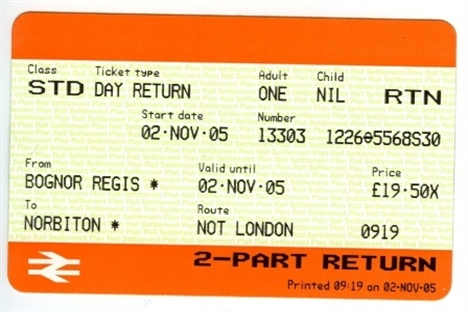 Class Ticket type Adult Child
STD DAY RETURN ONE NIL RTN
Start date Number
02·NOV·05 13303 1226⊖5568S30
From Valid until Price
BOGNOR REGIS * 02·NOV·05 £19·50X
To Route
NORBITON * NOT LONDON 0919
2-PART RETURN
Printed 09:19 on 02-NOV-05